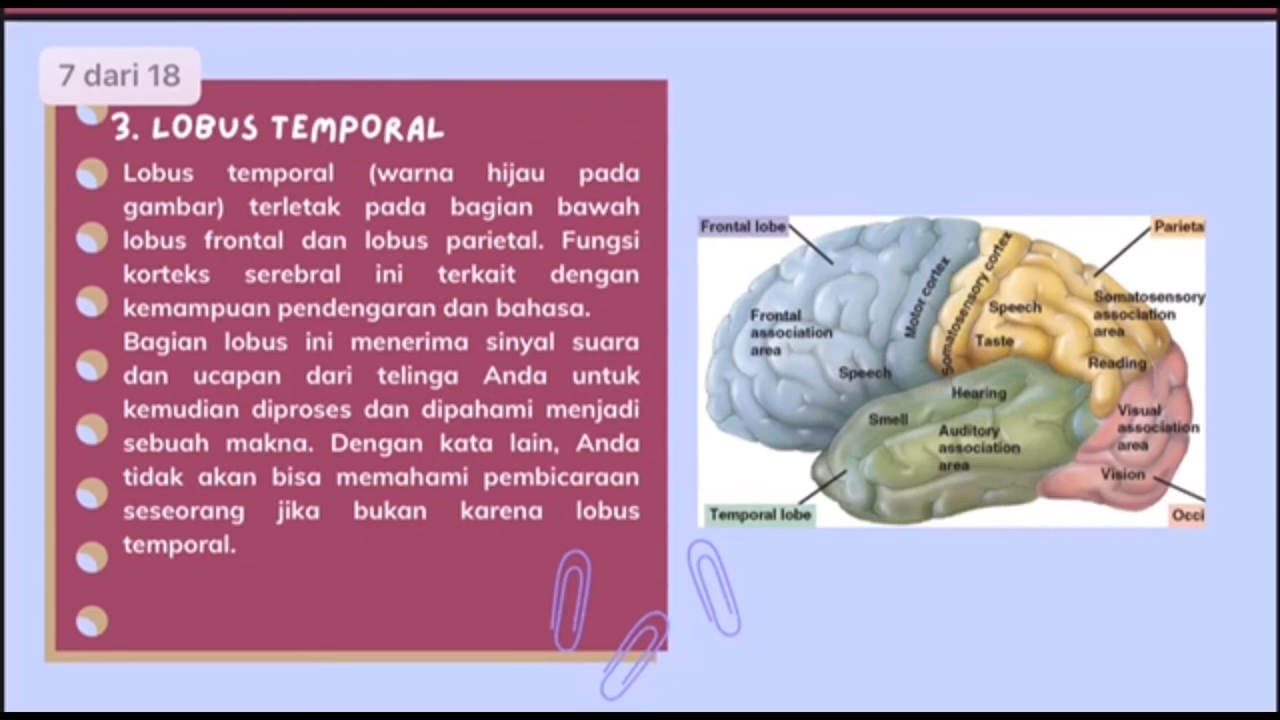 7 dari 18
3. LOBUS TEMPORAL
Lobus temporal (warna hijau pada
gambar) terletak pada bagian bawah
lobus frontal dan lobus parietal. Fungsi
korteks serebral ini terkait dengan
kemampuan pendengaran dan bahasa.
Bagian lobus ini menerima sinyal suara
dan ucapan dari telinga Anda untuk
kemudian diproses dan dipahami menjadi
sebuah makna. Dengan kata lain, Anda
tidak akan bisa memahami pembicaraan
seseorang jika bukan karena lobus
temporal.
Frontal lobe
Parieta
Motor cortex
Somatosensory cortex
Frontal
association
area
Speech
Speech
Taste
Somatosensory
association
area
Reading
Hearing
Smell
Auditory
association
area
Visual
association
area
Vision
Temporal lobe
Occi